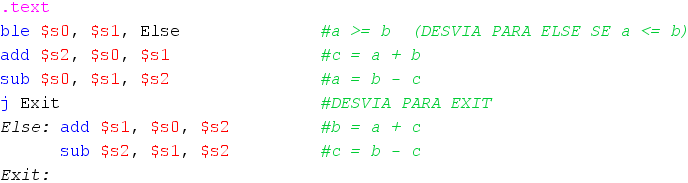 .text
ble $s0, $s1, Else #a >= b (DESVIA PARA ELSE SE a <= b)
add $s2, $s0, $s1 #c = a + b
sub $s0, $s1, $s2 #a = b - c
j Exit #DESVIA PARA EXIT
Else: add $s1, $s0, $s2 #b = a + c
sub $s2, $s1, $s2 #c = b - c
Exit: